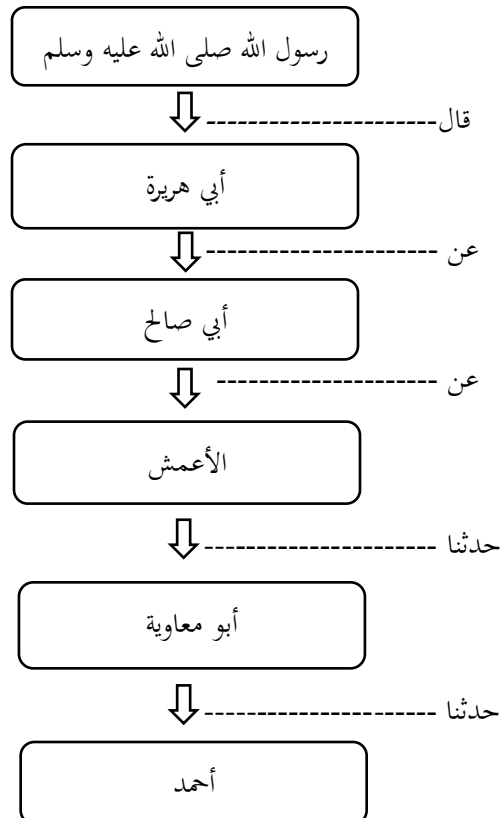 رسول الله صلى الله عليه وسلم
قال
أبي هريرة
عن
أبي صالح
عن
الأعمش
حدثنا
أبو معاوية
حدثنا
أحمد